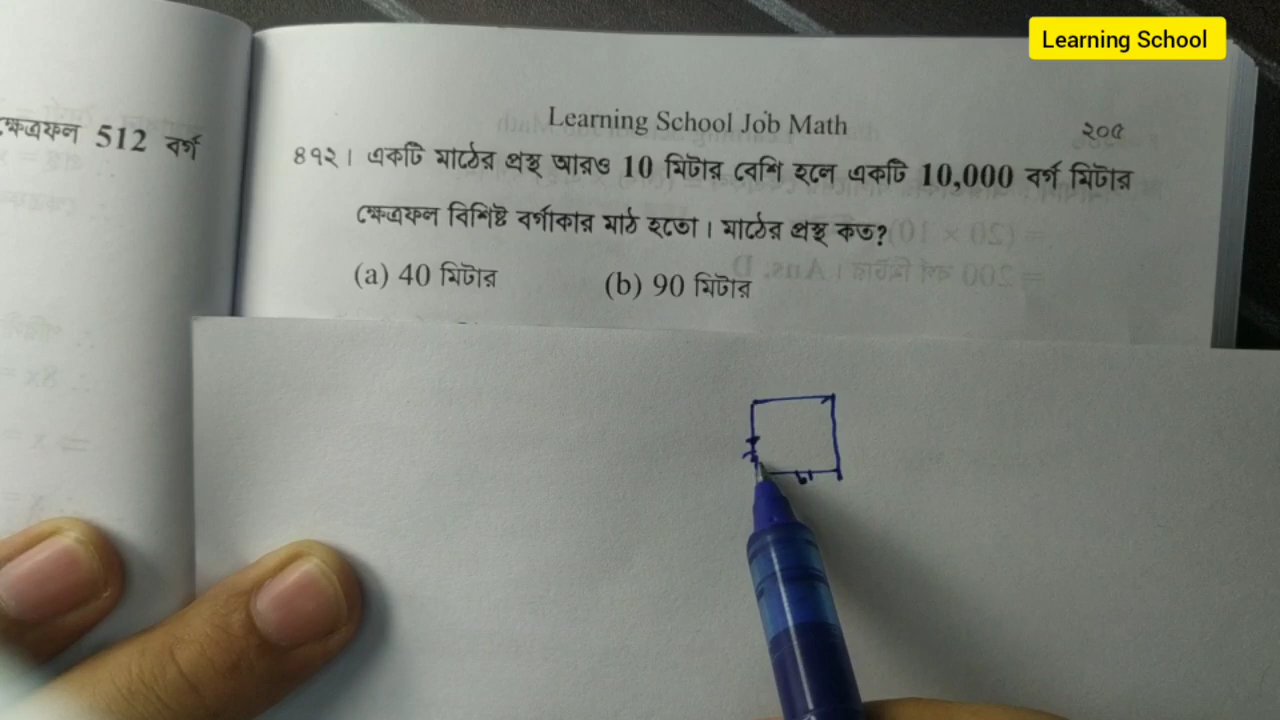 Learning School
Learning School Job Math
২০৫
ক্ষেত্রফল 512 বর্গ
৪৭২। একটি মাঠের প্রস্থ আরও 10 মিটার বেশি হলে একটি 10,000 বর্গ মিটার
ক্ষেত্রফল বিশিষ্ট বর্গাকার মাঠ হতো। মাঠের প্রস্থ কত?
(a) 40 মিটার (b) 90 মিটার